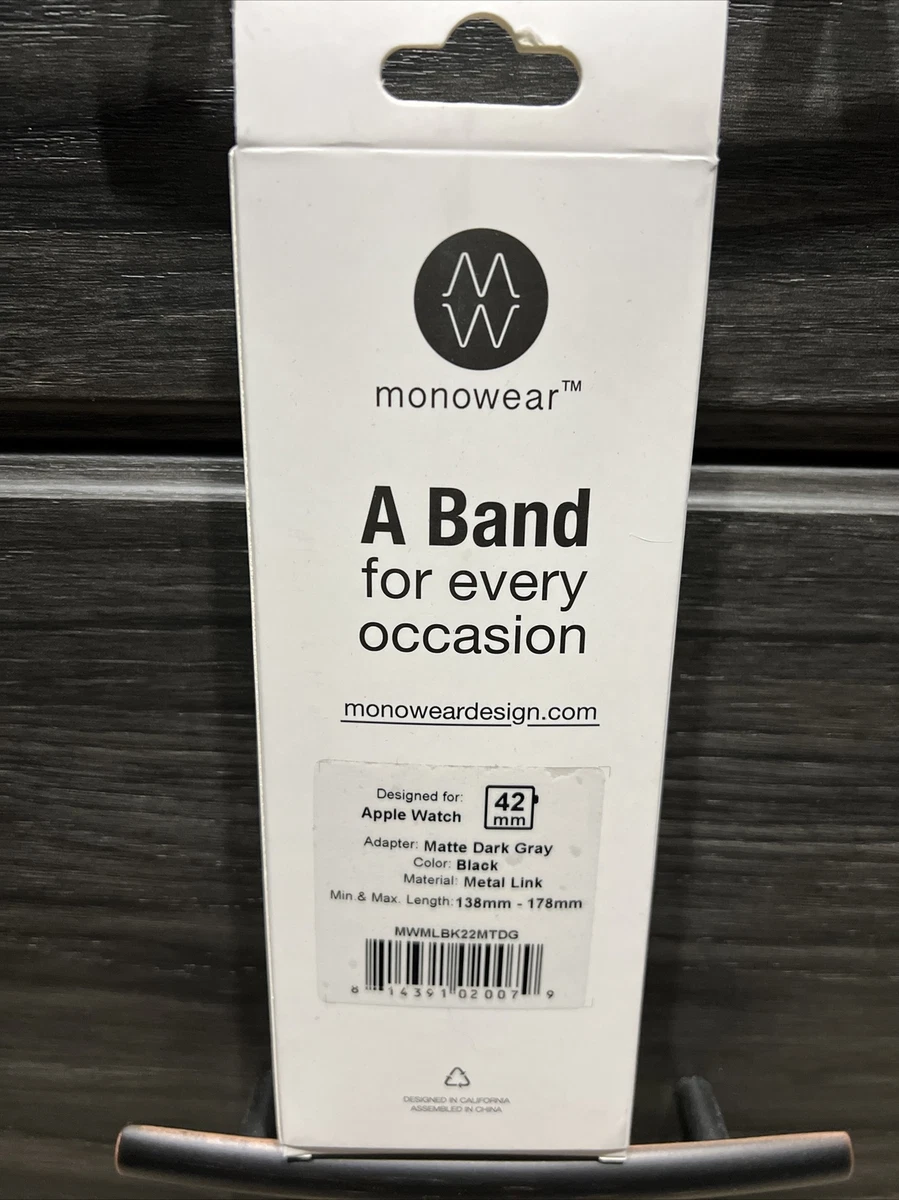 MW
monowear™
A Band
for every
occasion
monoweardesign.com
Designed for:
Apple Watch
42
mm
Adapter: Matte Dark Gray
Color: Black
Material: Metal Link
Min.& Max. Length: 138mm - 178mm
MWMLBK22MTDG
8 14391 02007 9
DESIGNED IN CALIFORNIA
ASSEMBLED IN CHINA